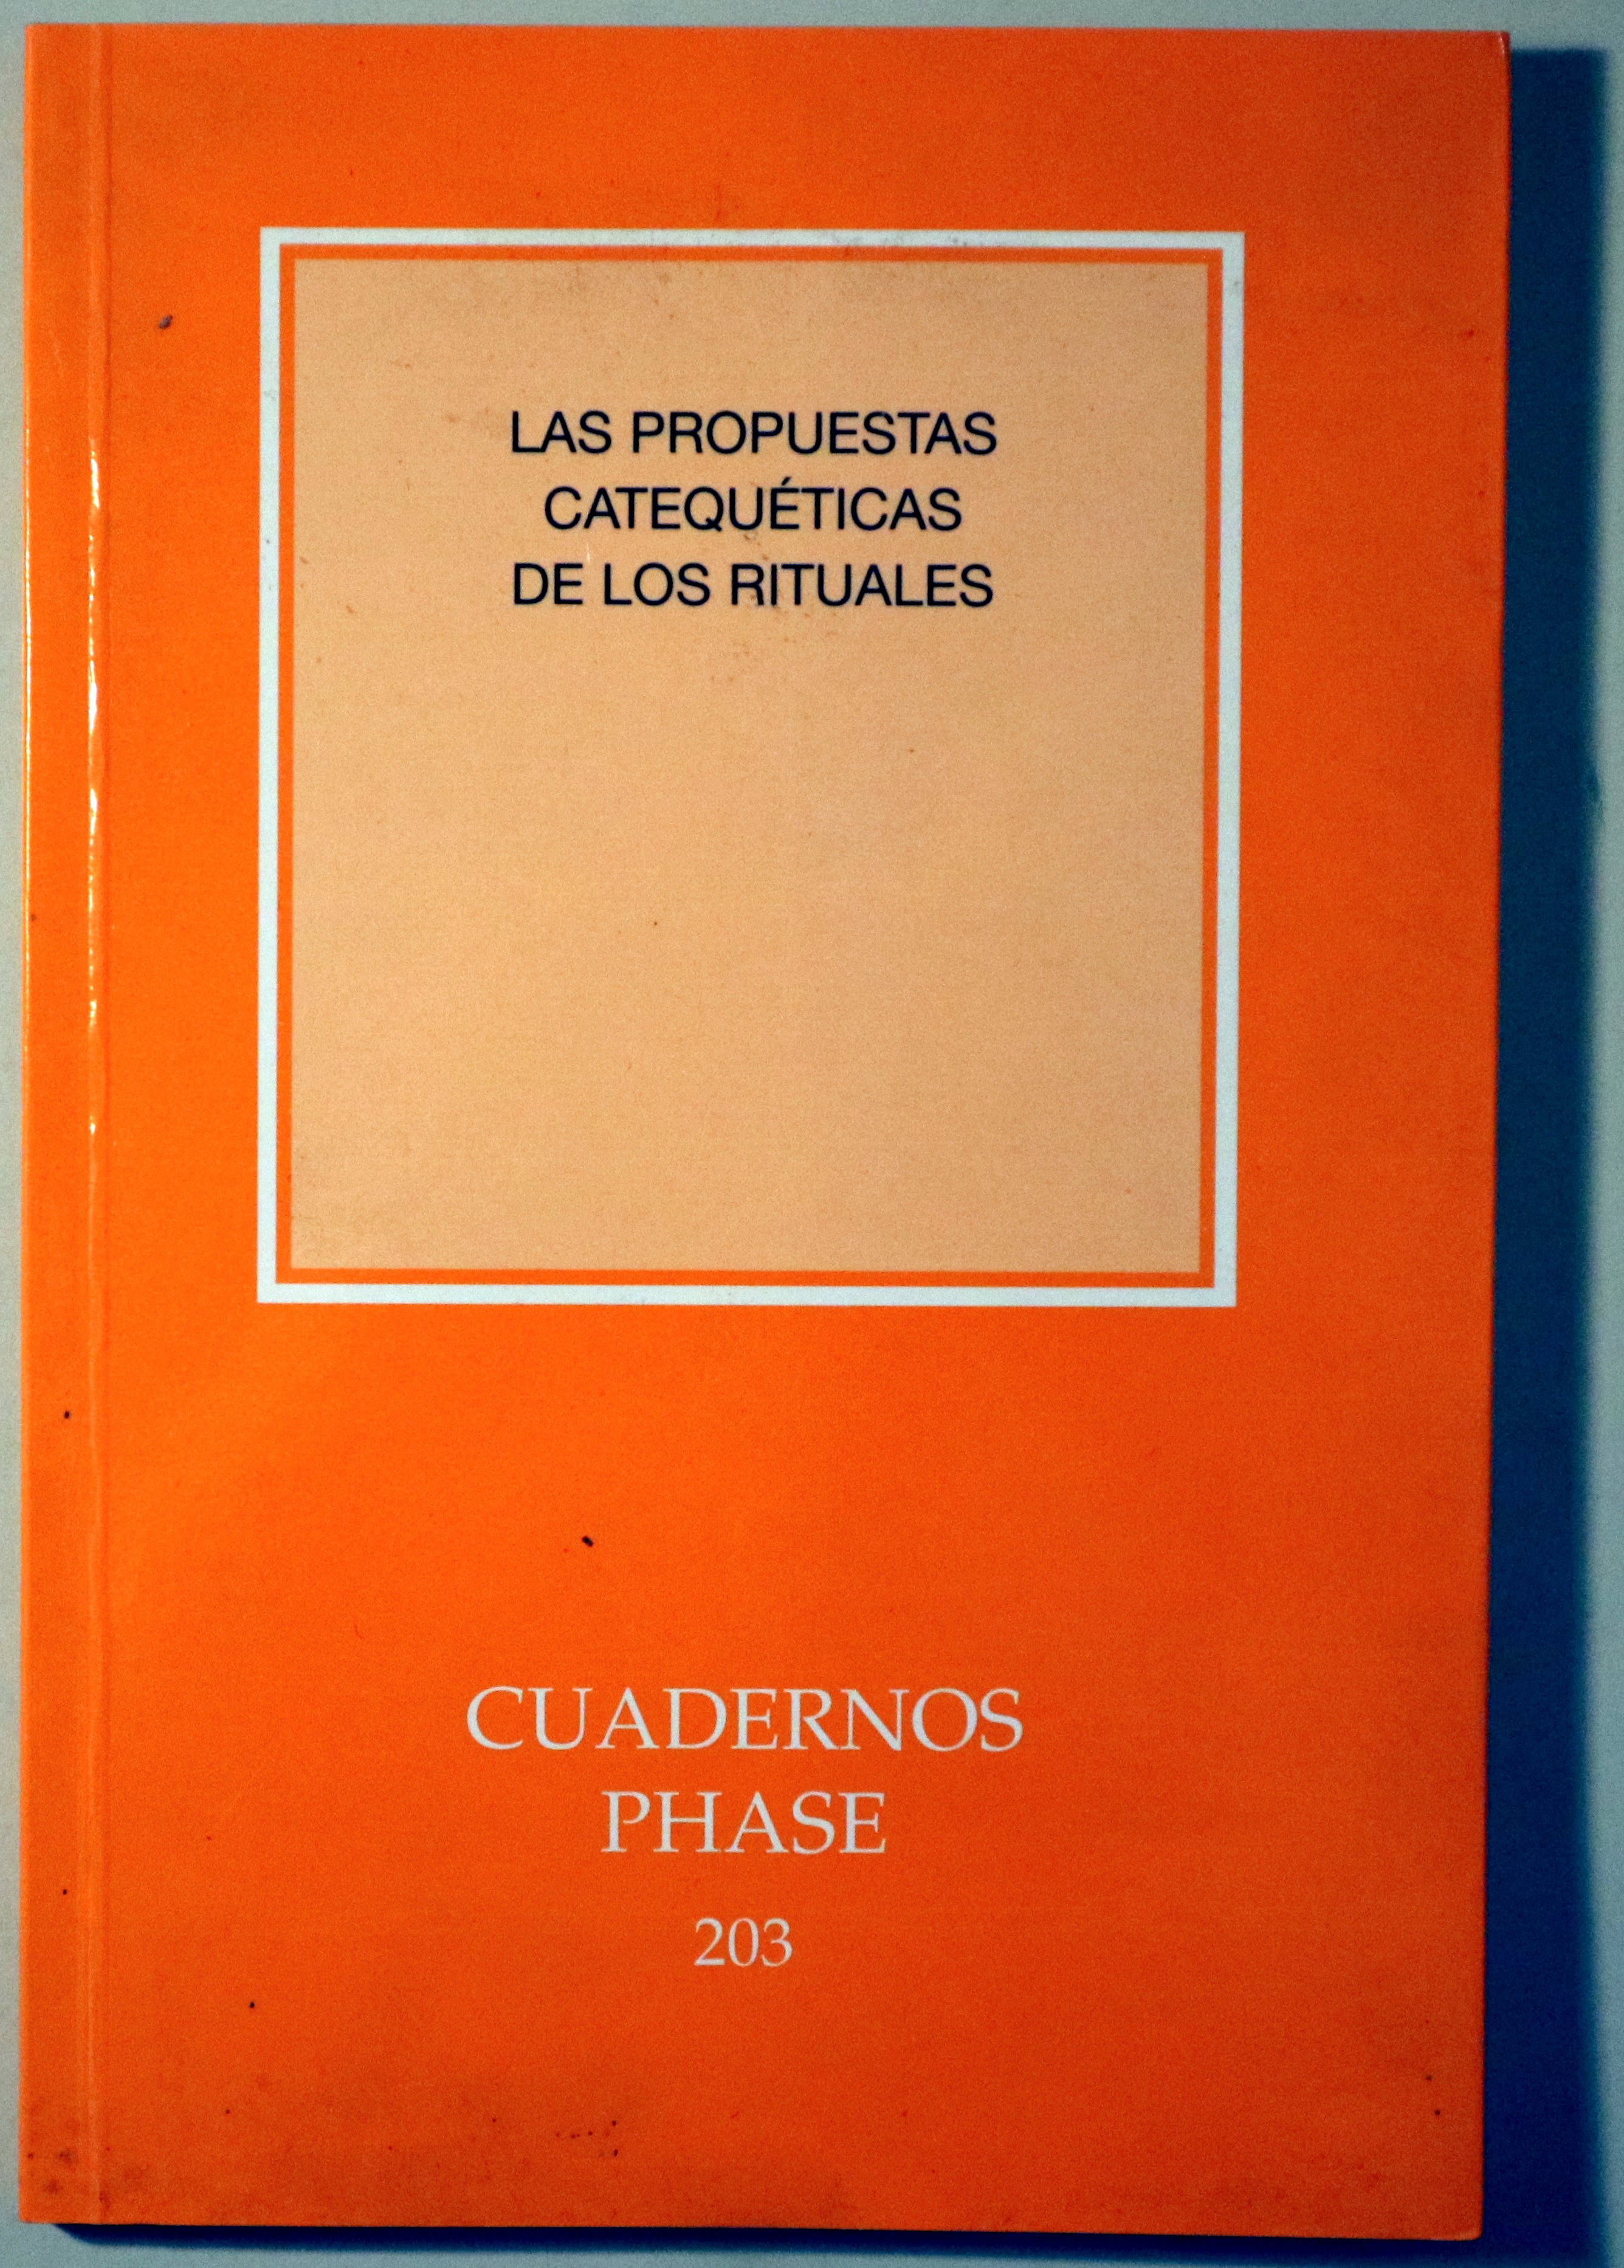 LAS PROPUESTAS
CATEQUÉTICAS
DE LOS RITUALES
CUADERNOS
PHASE
203